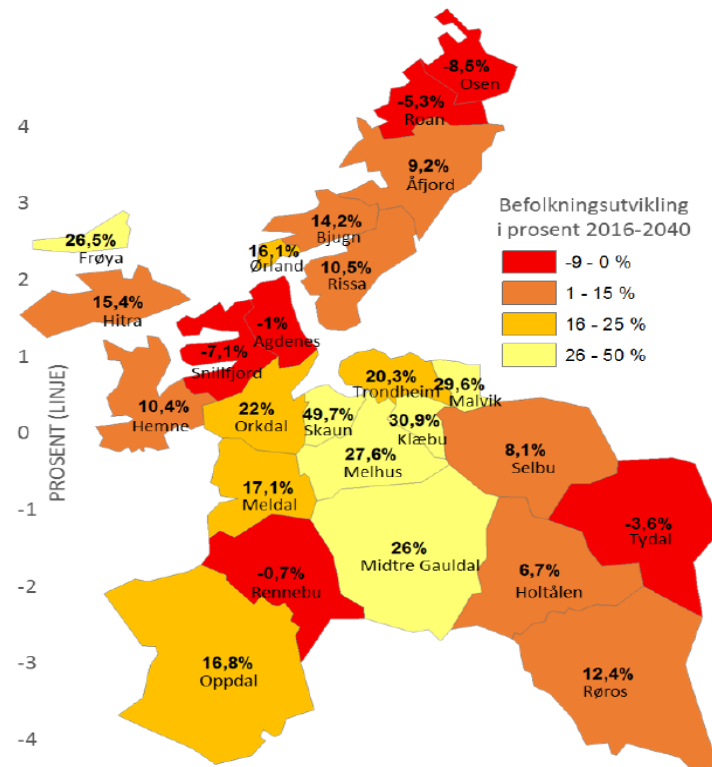 -8,5%
Osen
-5,3%
Roan
9,2%
Åfjord
14,2%
Bjugn
16,1%
Ørland
10,5%
Rissa
26,5%
Frøya
15,4%
Hitra
-1%
Agdenes
-7,1%
Snillfjord
10,4%
Hemne
22%
Orkdal
49,7%
Skaun
20,3%
Trondheim
29,6%
Malvik
30,9%
Klæbu
27,6%
Melhus
8,1%
Selbu
17,1%
Meldal
-3,6%
Tydal
26%
Midtre Gauldal
6,7%
Holtålen
-0,7%
Rennebu
16,8%
Oppdal
12,4%
Røros
Befolkningsutvikling
i prosent 2016-2040
-9 - 0 %
1 - 15 %
16 - 25 %
26 - 50 %
PROSENT (LINJE)
4
3
2
1
0
-1
-2
-3
-4